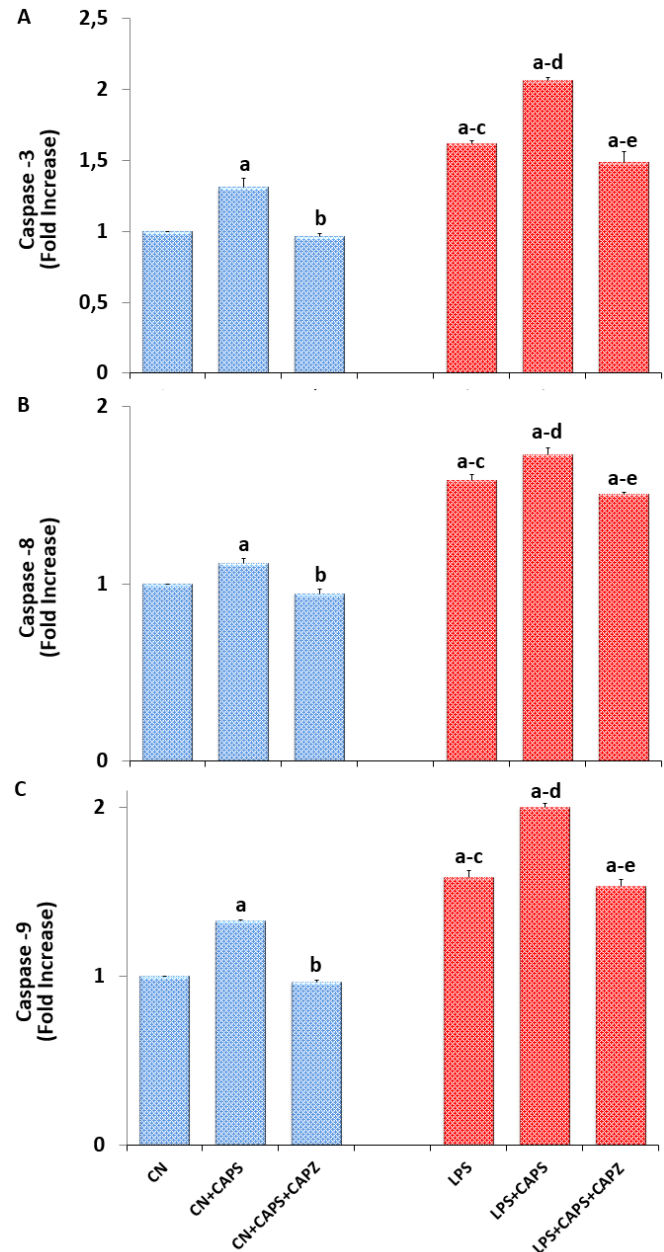 A
2,5
2
1,5
1
0,5
0
Caspase -3
(Fold Increase)
a
b
a-c
a-d
a-e
B
2
1
0
Caspase -8
(Fold Increase)
a
b
a-c
a-d
a-e
C
2
1
0
Caspase -9
(Fold Increase)
a
b
a-c
a-d
a-e
CN
CN+CAPS
CN+CAPS+CAPZ
LPS
LPS+CAPS
LPS+CAPS+CAPZ